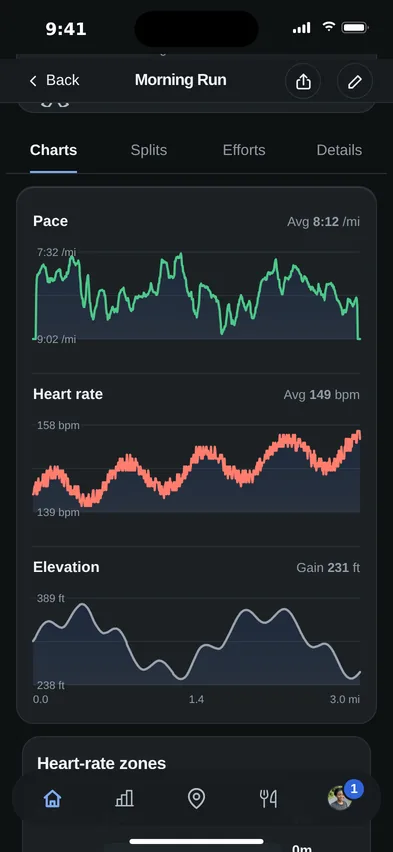 9:41
Back
Morning Run
Charts Splits Efforts Details
Pace Avg 8:12 /mi
7:32 /mi
9:02 /mi
Heart rate Avg 149 bpm
158 bpm
139 bpm
Elevation Gain 231 ft
389 ft
238 ft
0.0 1.4 3.0 mi
Heart-rate zones
1
0m